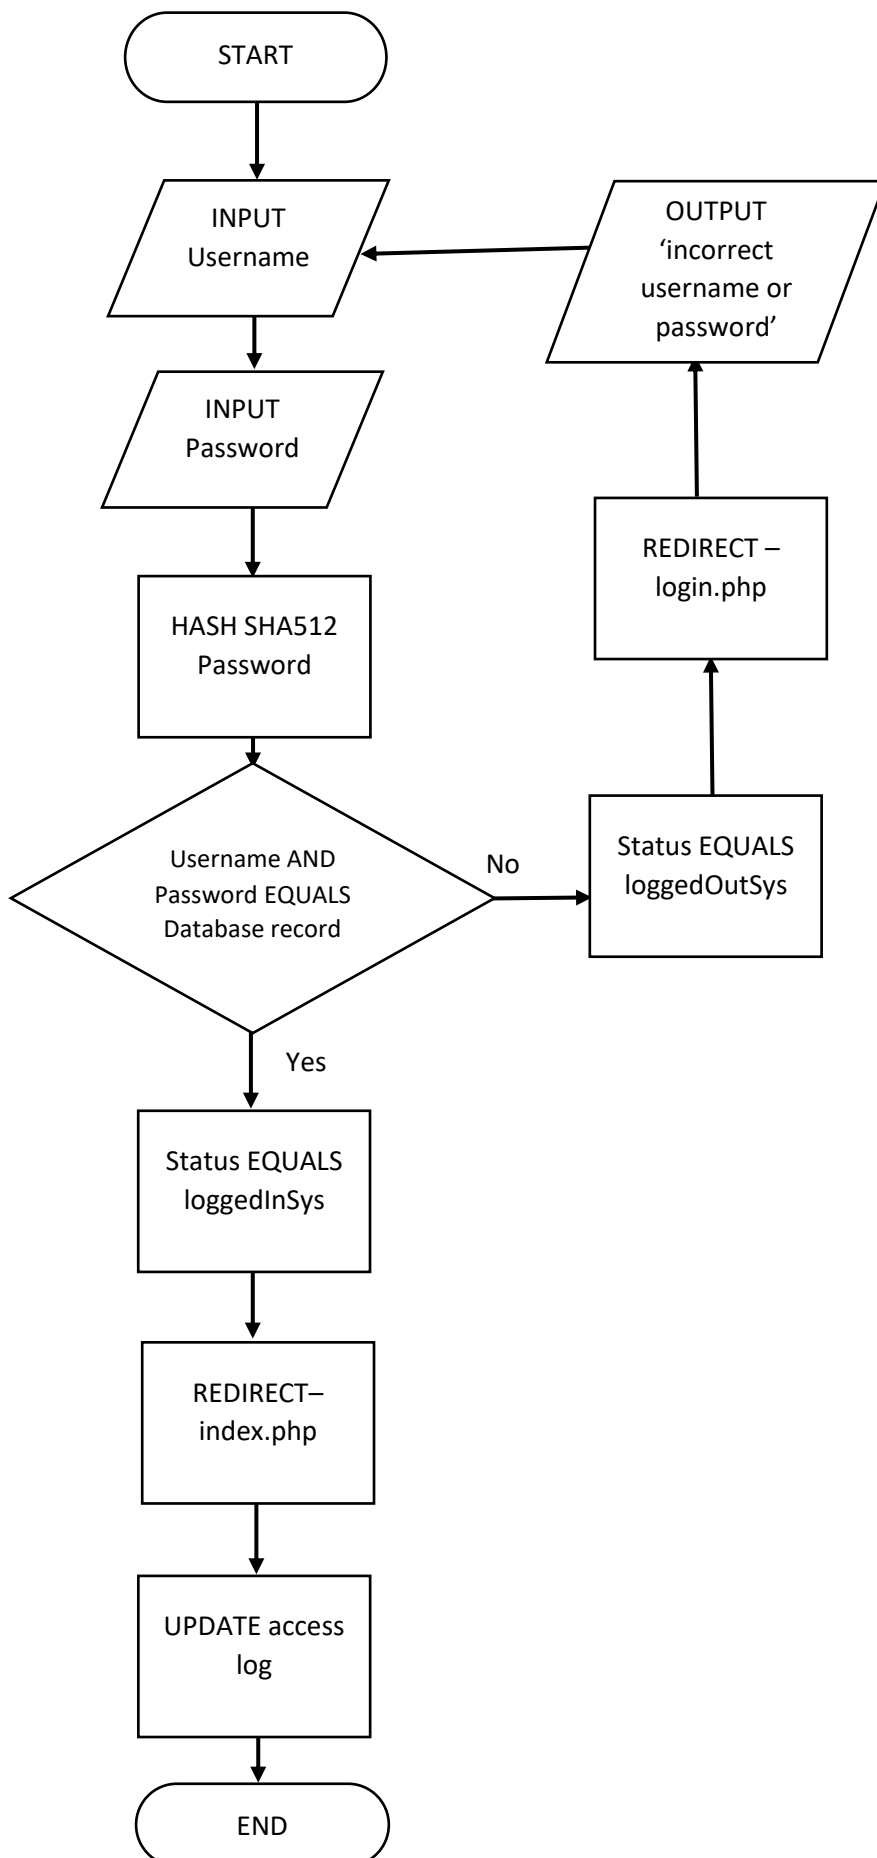 START
INPUT
Username
INPUT
Password
HASH SHA512
Password
Username AND
Password EQUALS
Database record
No
Status EQUALS
loggedOutSys
REDIRECT –
login.php
OUTPUT
‘incorrect
username or
password’
Yes
Status EQUALS
loggedInSys
REDIRECT–
index.php
UPDATE access
log
END